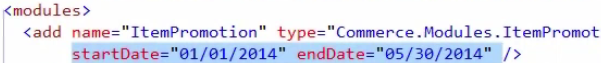 <modules>
<add name="ItemPromotion" type="Commerce.Modules.ItemPromot
startDate="01/01/2014" endDate="05/30/2014" />